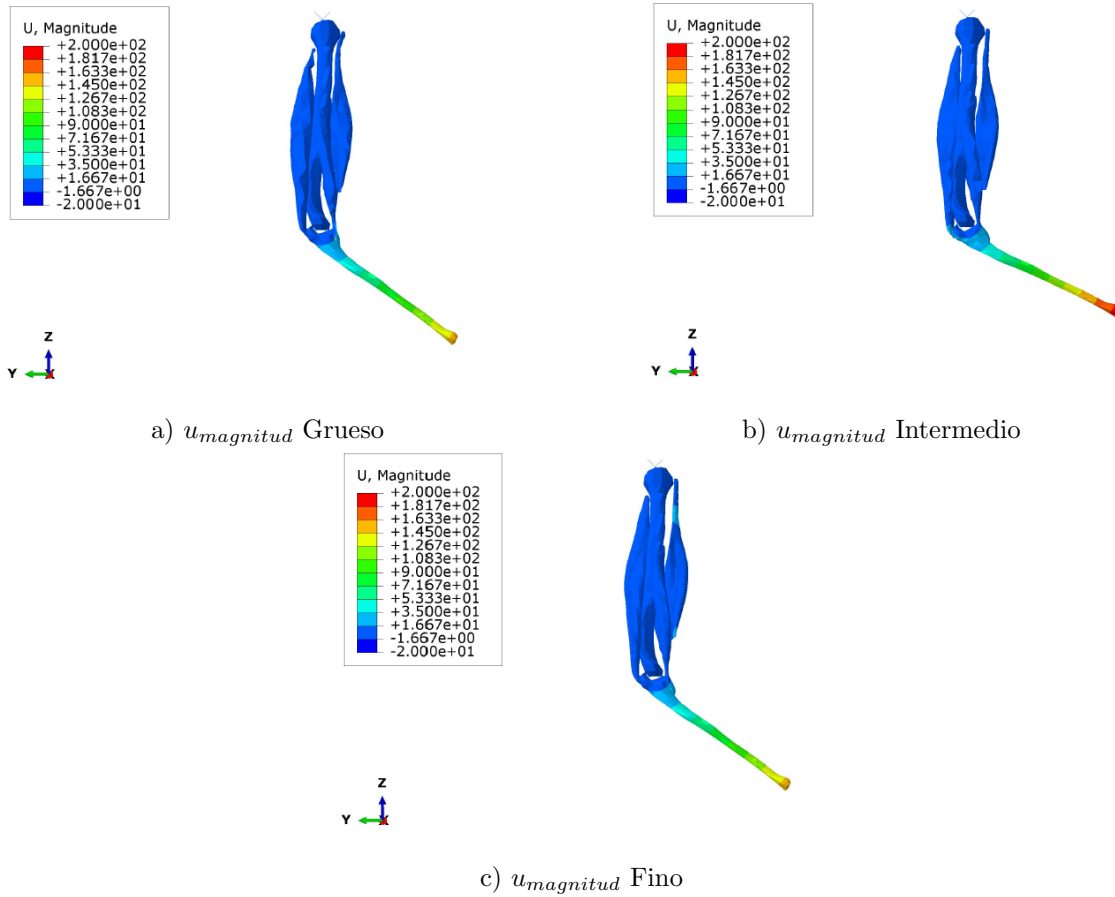 U, Magnitude
+2.000e+02
+1.817e+02
+1.633e+02
+1.450e+02
+1.267e+02
+1.083e+02
+9.000e+01
+7.167e+01
+5.333e+01
+3.500e+01
+1.667e+01
-1.667e+00
-2.000e+01
Z
Y
X
a) u_magnitud Grueso
U, Magnitude
+2.000e+02
+1.817e+02
+1.633e+02
+1.450e+02
+1.267e+02
+1.083e+02
+9.000e+01
+7.167e+01
+5.333e+01
+3.500e+01
+1.667e+01
-1.667e+00
-2.000e+01
Z
Y
X
b) u_magnitud Intermedio
U, Magnitude
+2.000e+02
+1.817e+02
+1.633e+02
+1.450e+02
+1.267e+02
+1.083e+02
+9.000e+01
+7.167e+01
+5.333e+01
+3.500e+01
+1.667e+01
-1.667e+00
-2.000e+01
Z
Y
X
c) u_magnitud Fino